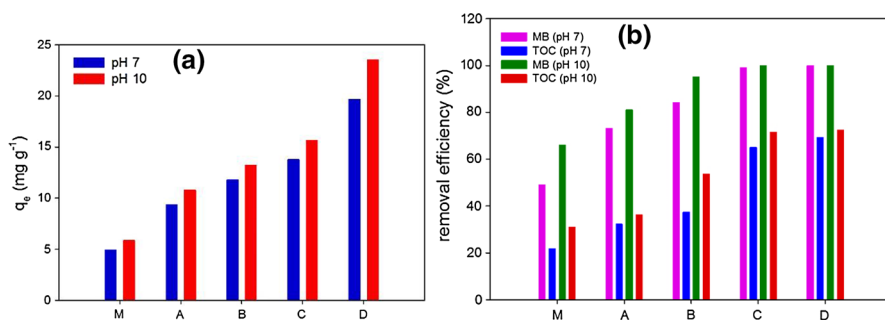 (a)
pH 7
pH 10
25
20
15
10
5
0
qe (mg g-1)
M A B C D
(b)
MB (pH 7)
TOC (pH 7)
MB (pH 10)
TOC (pH 10)
120
100
80
60
40
20
0
removal efficiency (%)
M A B C D